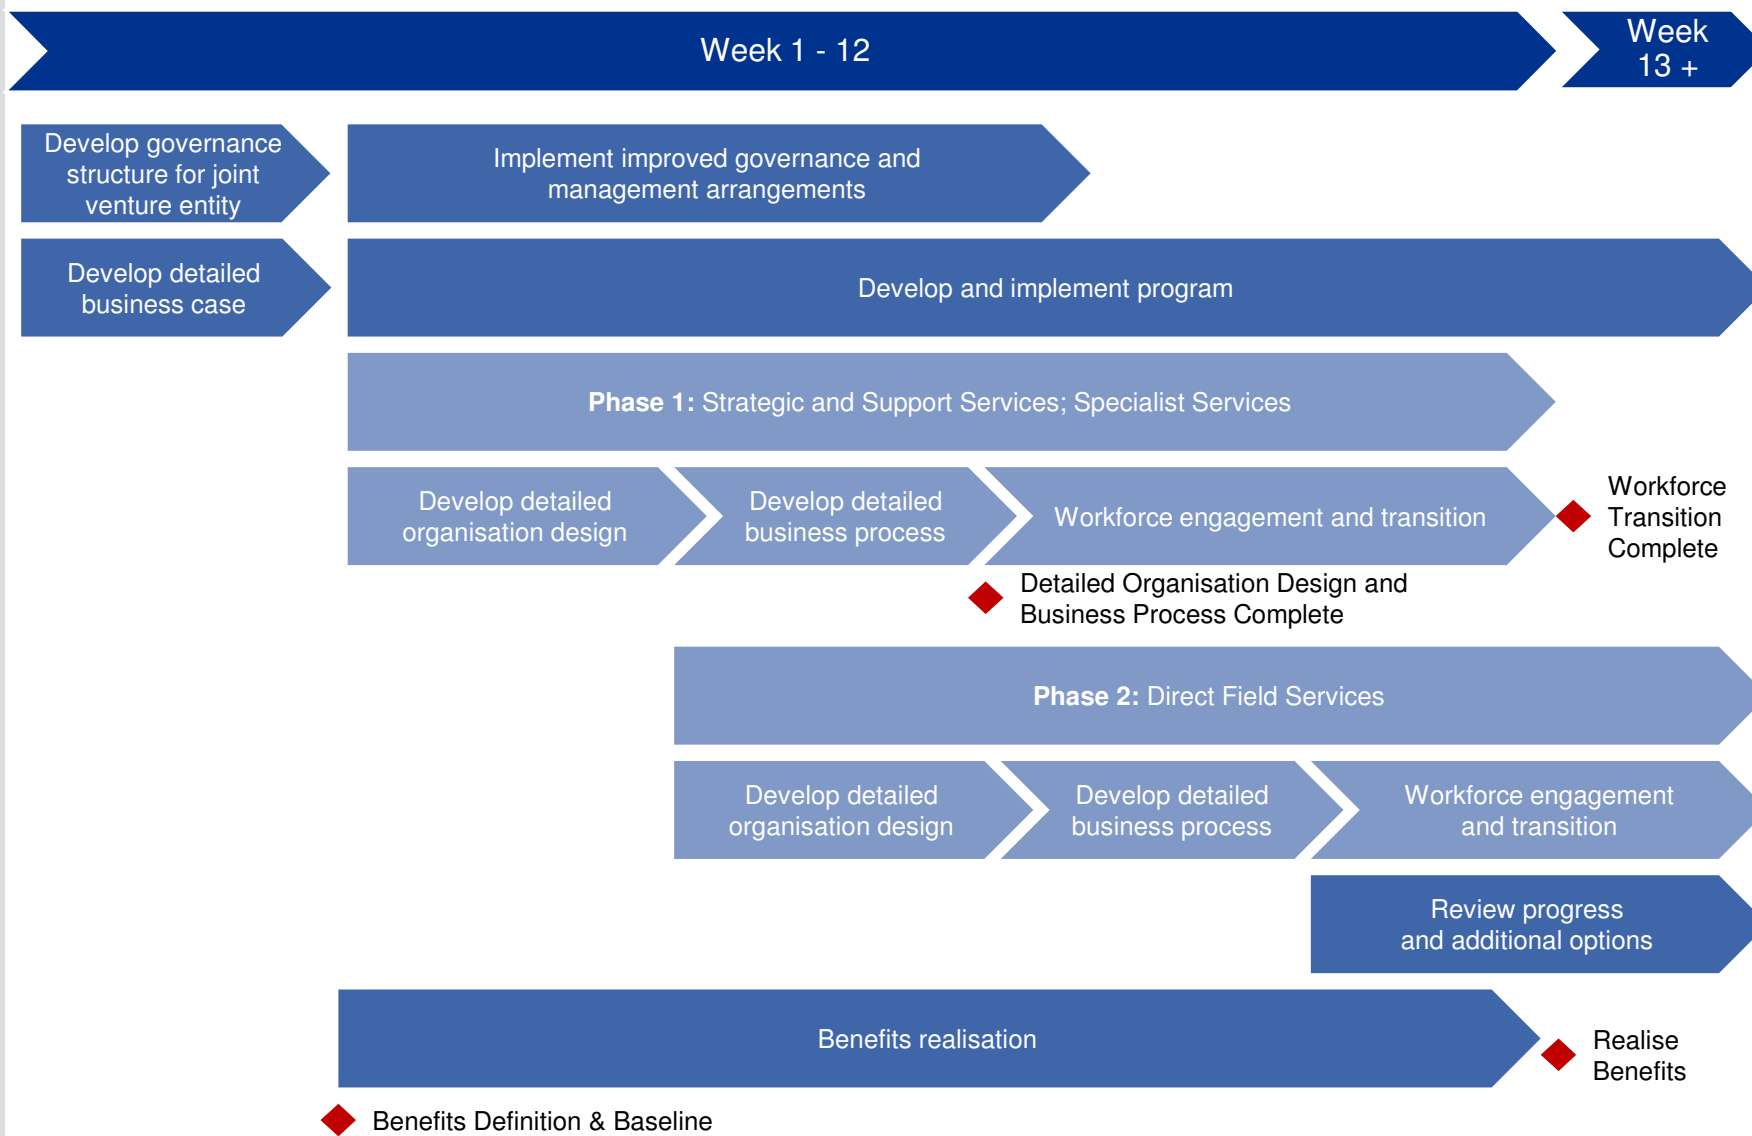 Week 1 - 12
Week
13 +
Develop governance
structure for joint
venture entity
Implement improved governance and
management arrangements
Develop detailed
business case
Develop and implement program
Phase 1: Strategic and Support Services; Specialist Services
Develop detailed
organisation design
Develop detailed
business process
Workforce engagement and transition
Workforce
Transition
Complete
Detailed Organisation Design and
Business Process Complete
Phase 2: Direct Field Services
Develop detailed
organisation design
Develop detailed
business process
Workforce engagement
and transition
Review progress
and additional options
Benefits realisation
Realise
Benefits
Benefits Definition & Baseline